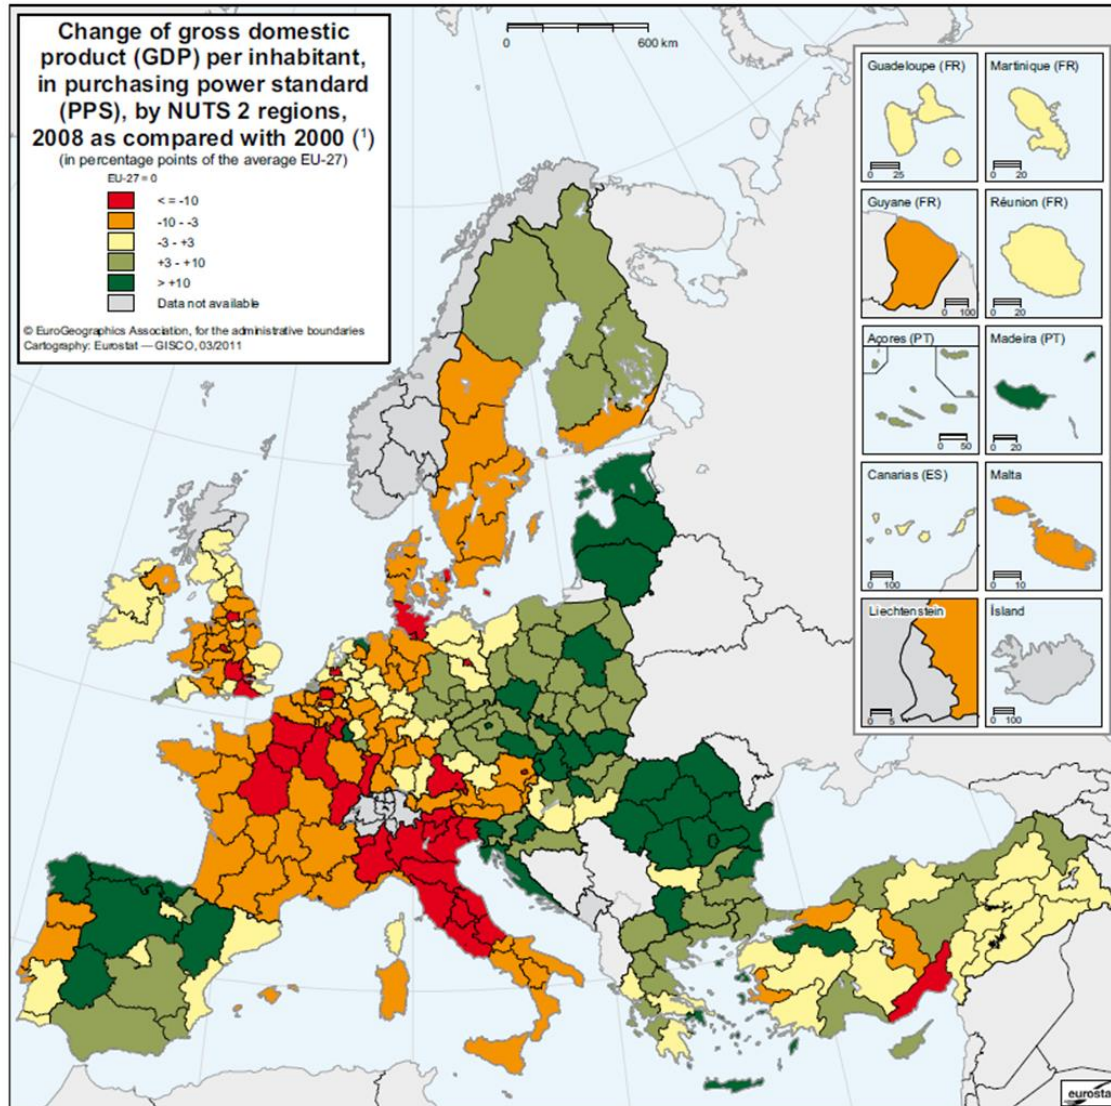 Change of gross domestic
product (GDP) per inhabitant,
in purchasing power standard
(PPS), by NUTS 2 regions,
2008 as compared with 2000 (¹)
(in percentage points of the average EU-27)
EU-27 = 0
< = -10
-10 - -3
-3 - +3
+3 - +10
> +10
Data not available
© EuroGeographics Association, for the administrative boundaries
Cartography: Eurostat — GISCO, 03/2011
0 600 km
Guadeloupe (FR)
0 25
Martinique (FR)
0 20
Guyane (FR)
0 100
Réunion (FR)
0 20
Açores (PT)
0 50
Madeira (PT)
0 20
Canarias (ES)
0 100
Malta
0 10
Liechtenstein
0 5
Ísland
0 100
eurosta